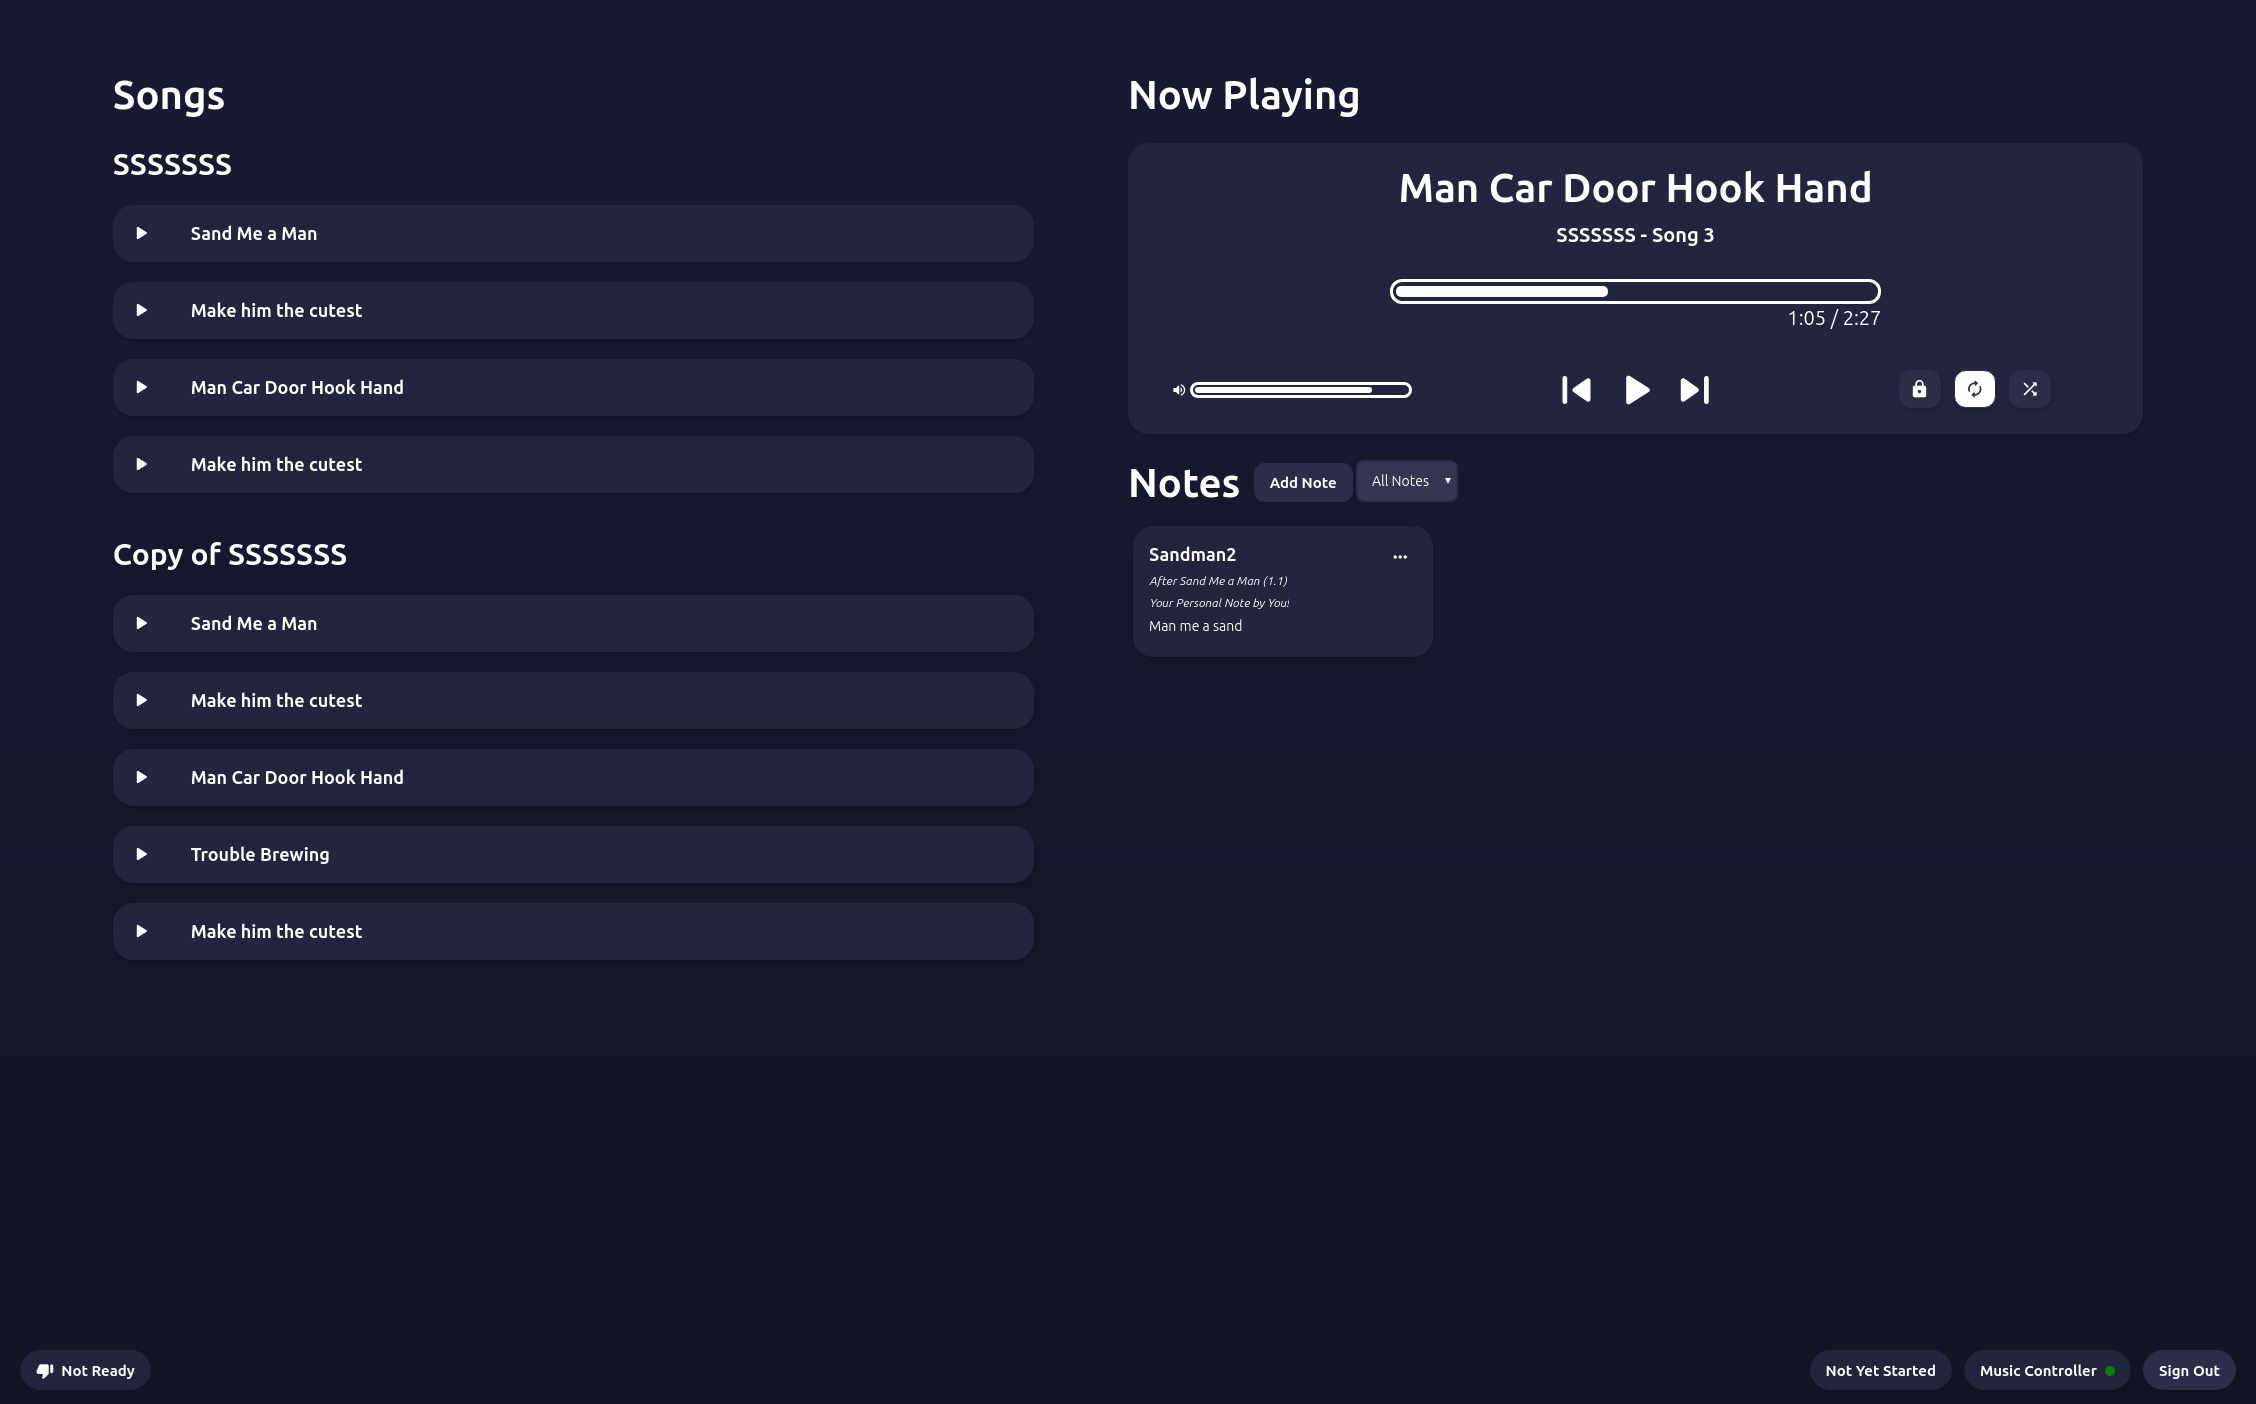 Songs
SSSSSSS
Sand Me a Man
Make him the cutest
Man Car Door Hook Hand
Make him the cutest
Copy of SSSSSSS
Sand Me a Man
Make him the cutest
Man Car Door Hook Hand
Trouble Brewing
Make him the cutest
Now Playing
Man Car Door Hook Hand
SSSSSSS - Song 3
1:05 / 2:27
Notes Add Note All Notes
Sandman2
After Sand Me a Man (1.1)
Your Personal Note by You!
Man me a sand
Not Ready
Not Yet Started Music Controller Sign Out